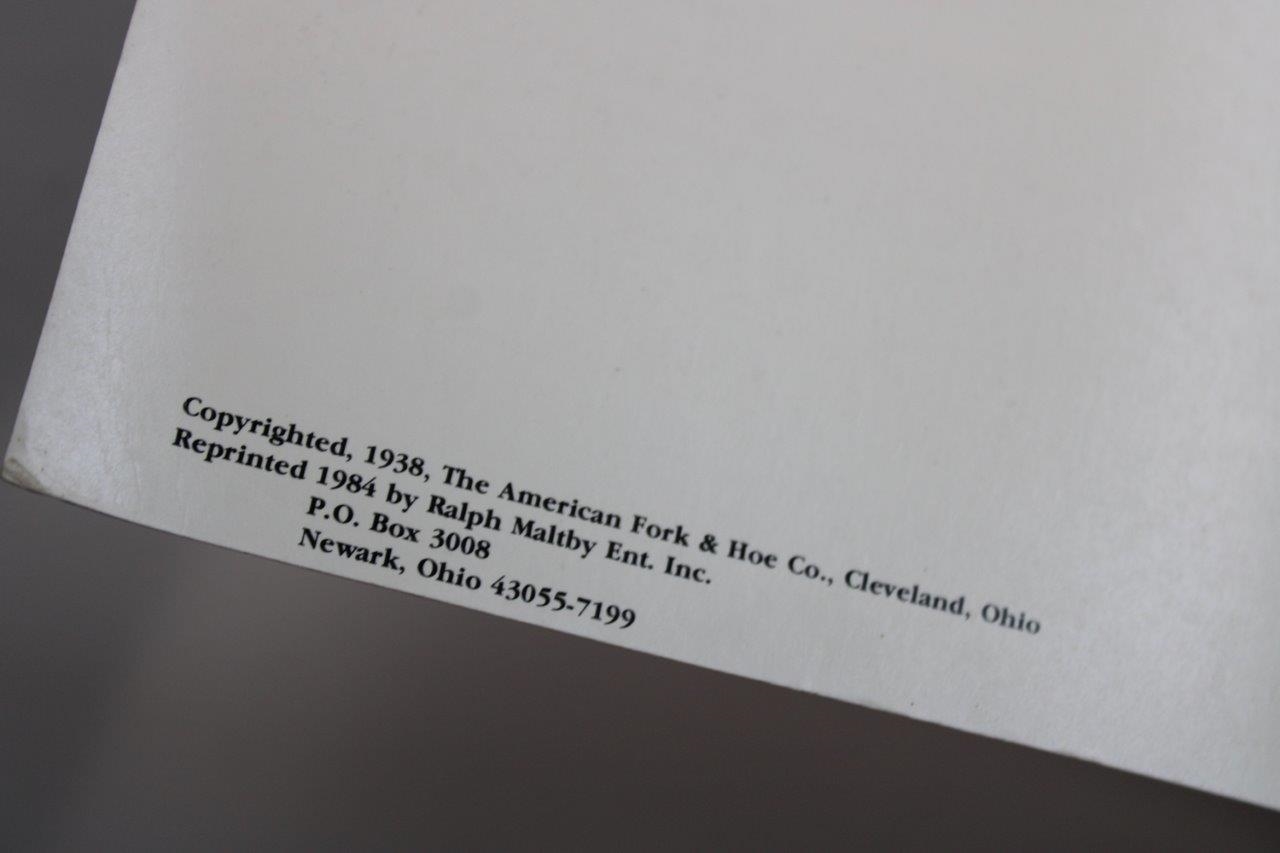 Copyrighted, 1938, The American Fork & Hoe Co., Cleveland, Ohio
Reprinted 1984 by Ralph Maltby Ent. Inc.
P.O. Box 3008
Newark, Ohio 43055-7199